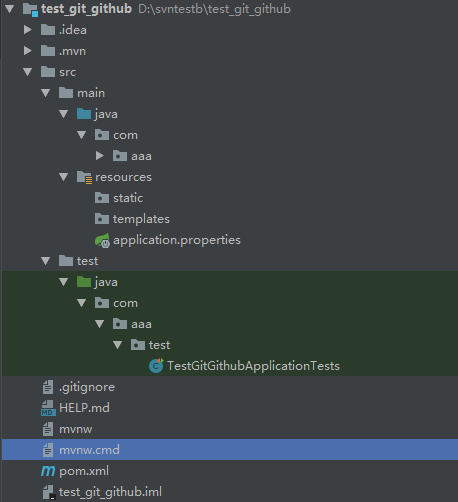 test_git_github D:\svntestb\test_git_github
.idea
.mvn
src
main
java
com
aaa
resources
static
templates
application.properties
test
java
com
aaa
test
TestGitGithubApplicationTests
.gitignore
HELP.md
mvnw
mvnw.cmd
pom.xml
test_git_github.iml